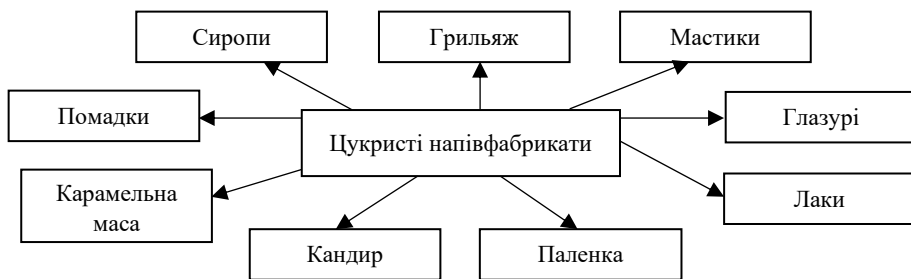 Сиропи
Грильяж
Мастики
Помадки
Цукристі напівфабрикати
Глазурі
Карамельна
маса
Лаки
Кандир
Паленка